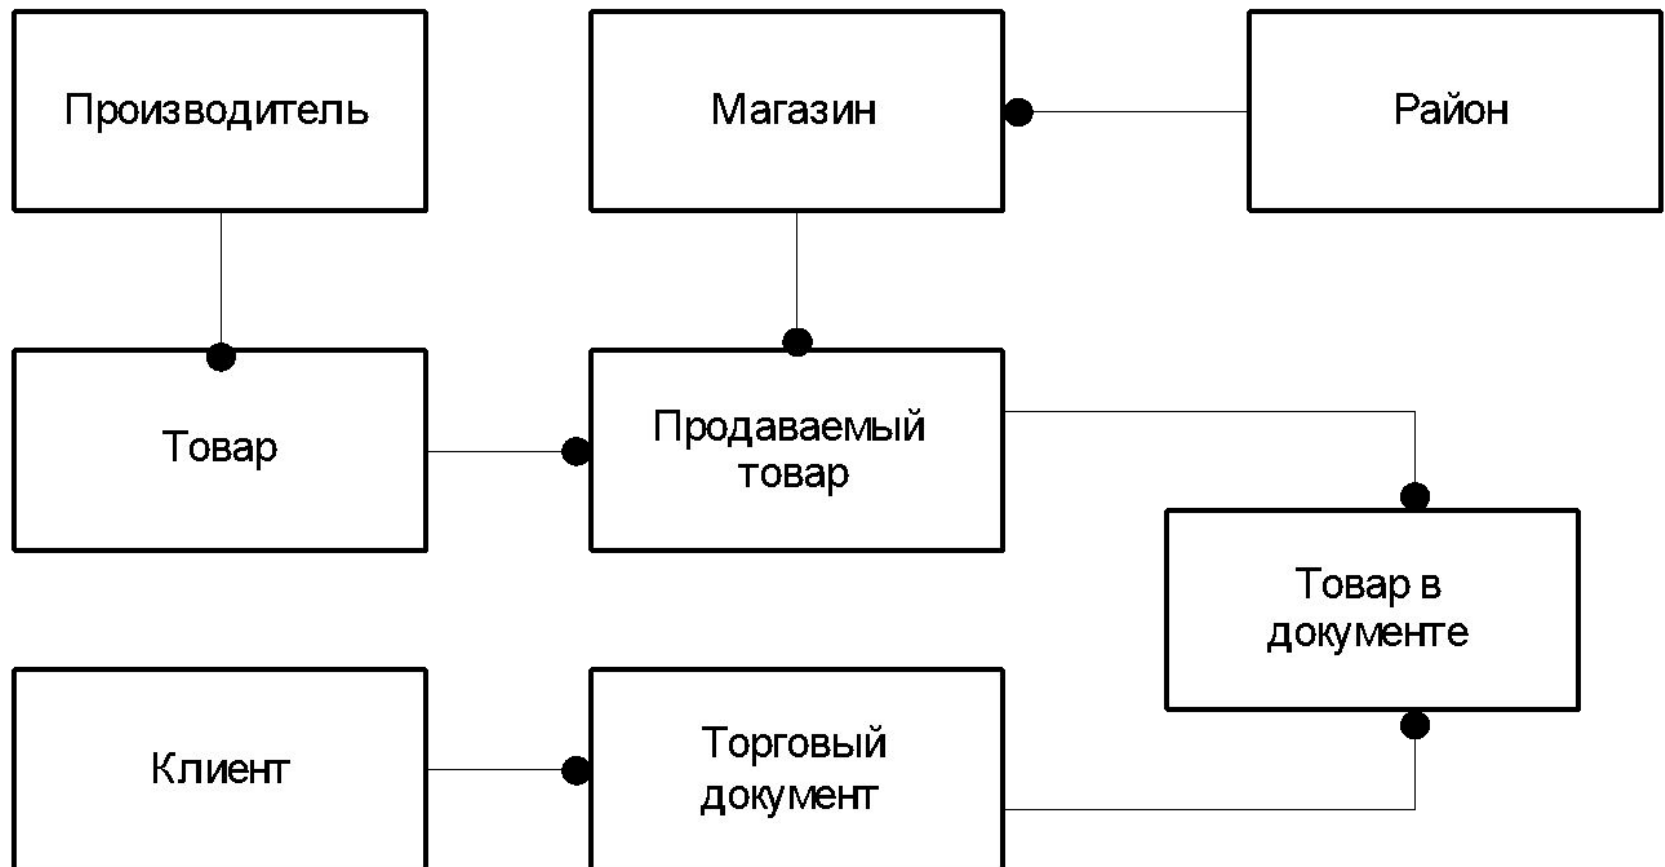 Производитель
Магазин
Район
Товар
Продаваемый
товар
Товар в
документе
Клиент
Торговый
документ